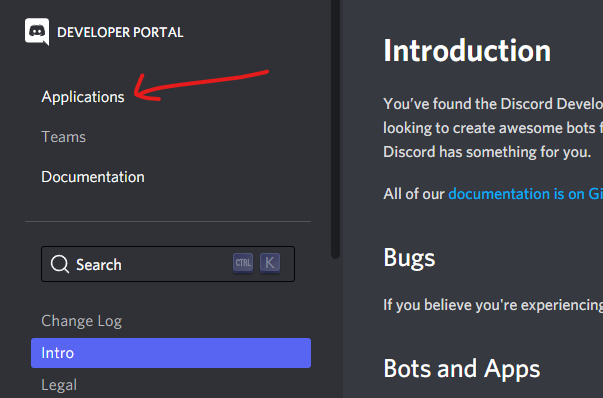 DEVELOPER PORTAL
Applications
Teams
Documentation
Search
CTRL
K
Change Log
Intro
Legal
Introduction
You've found the Discord Develo
looking to create awesome bots f
Discord has something for you.
All of our documentation is on Gi
Bugs
If you believe you're experiencing
Bots and Apps